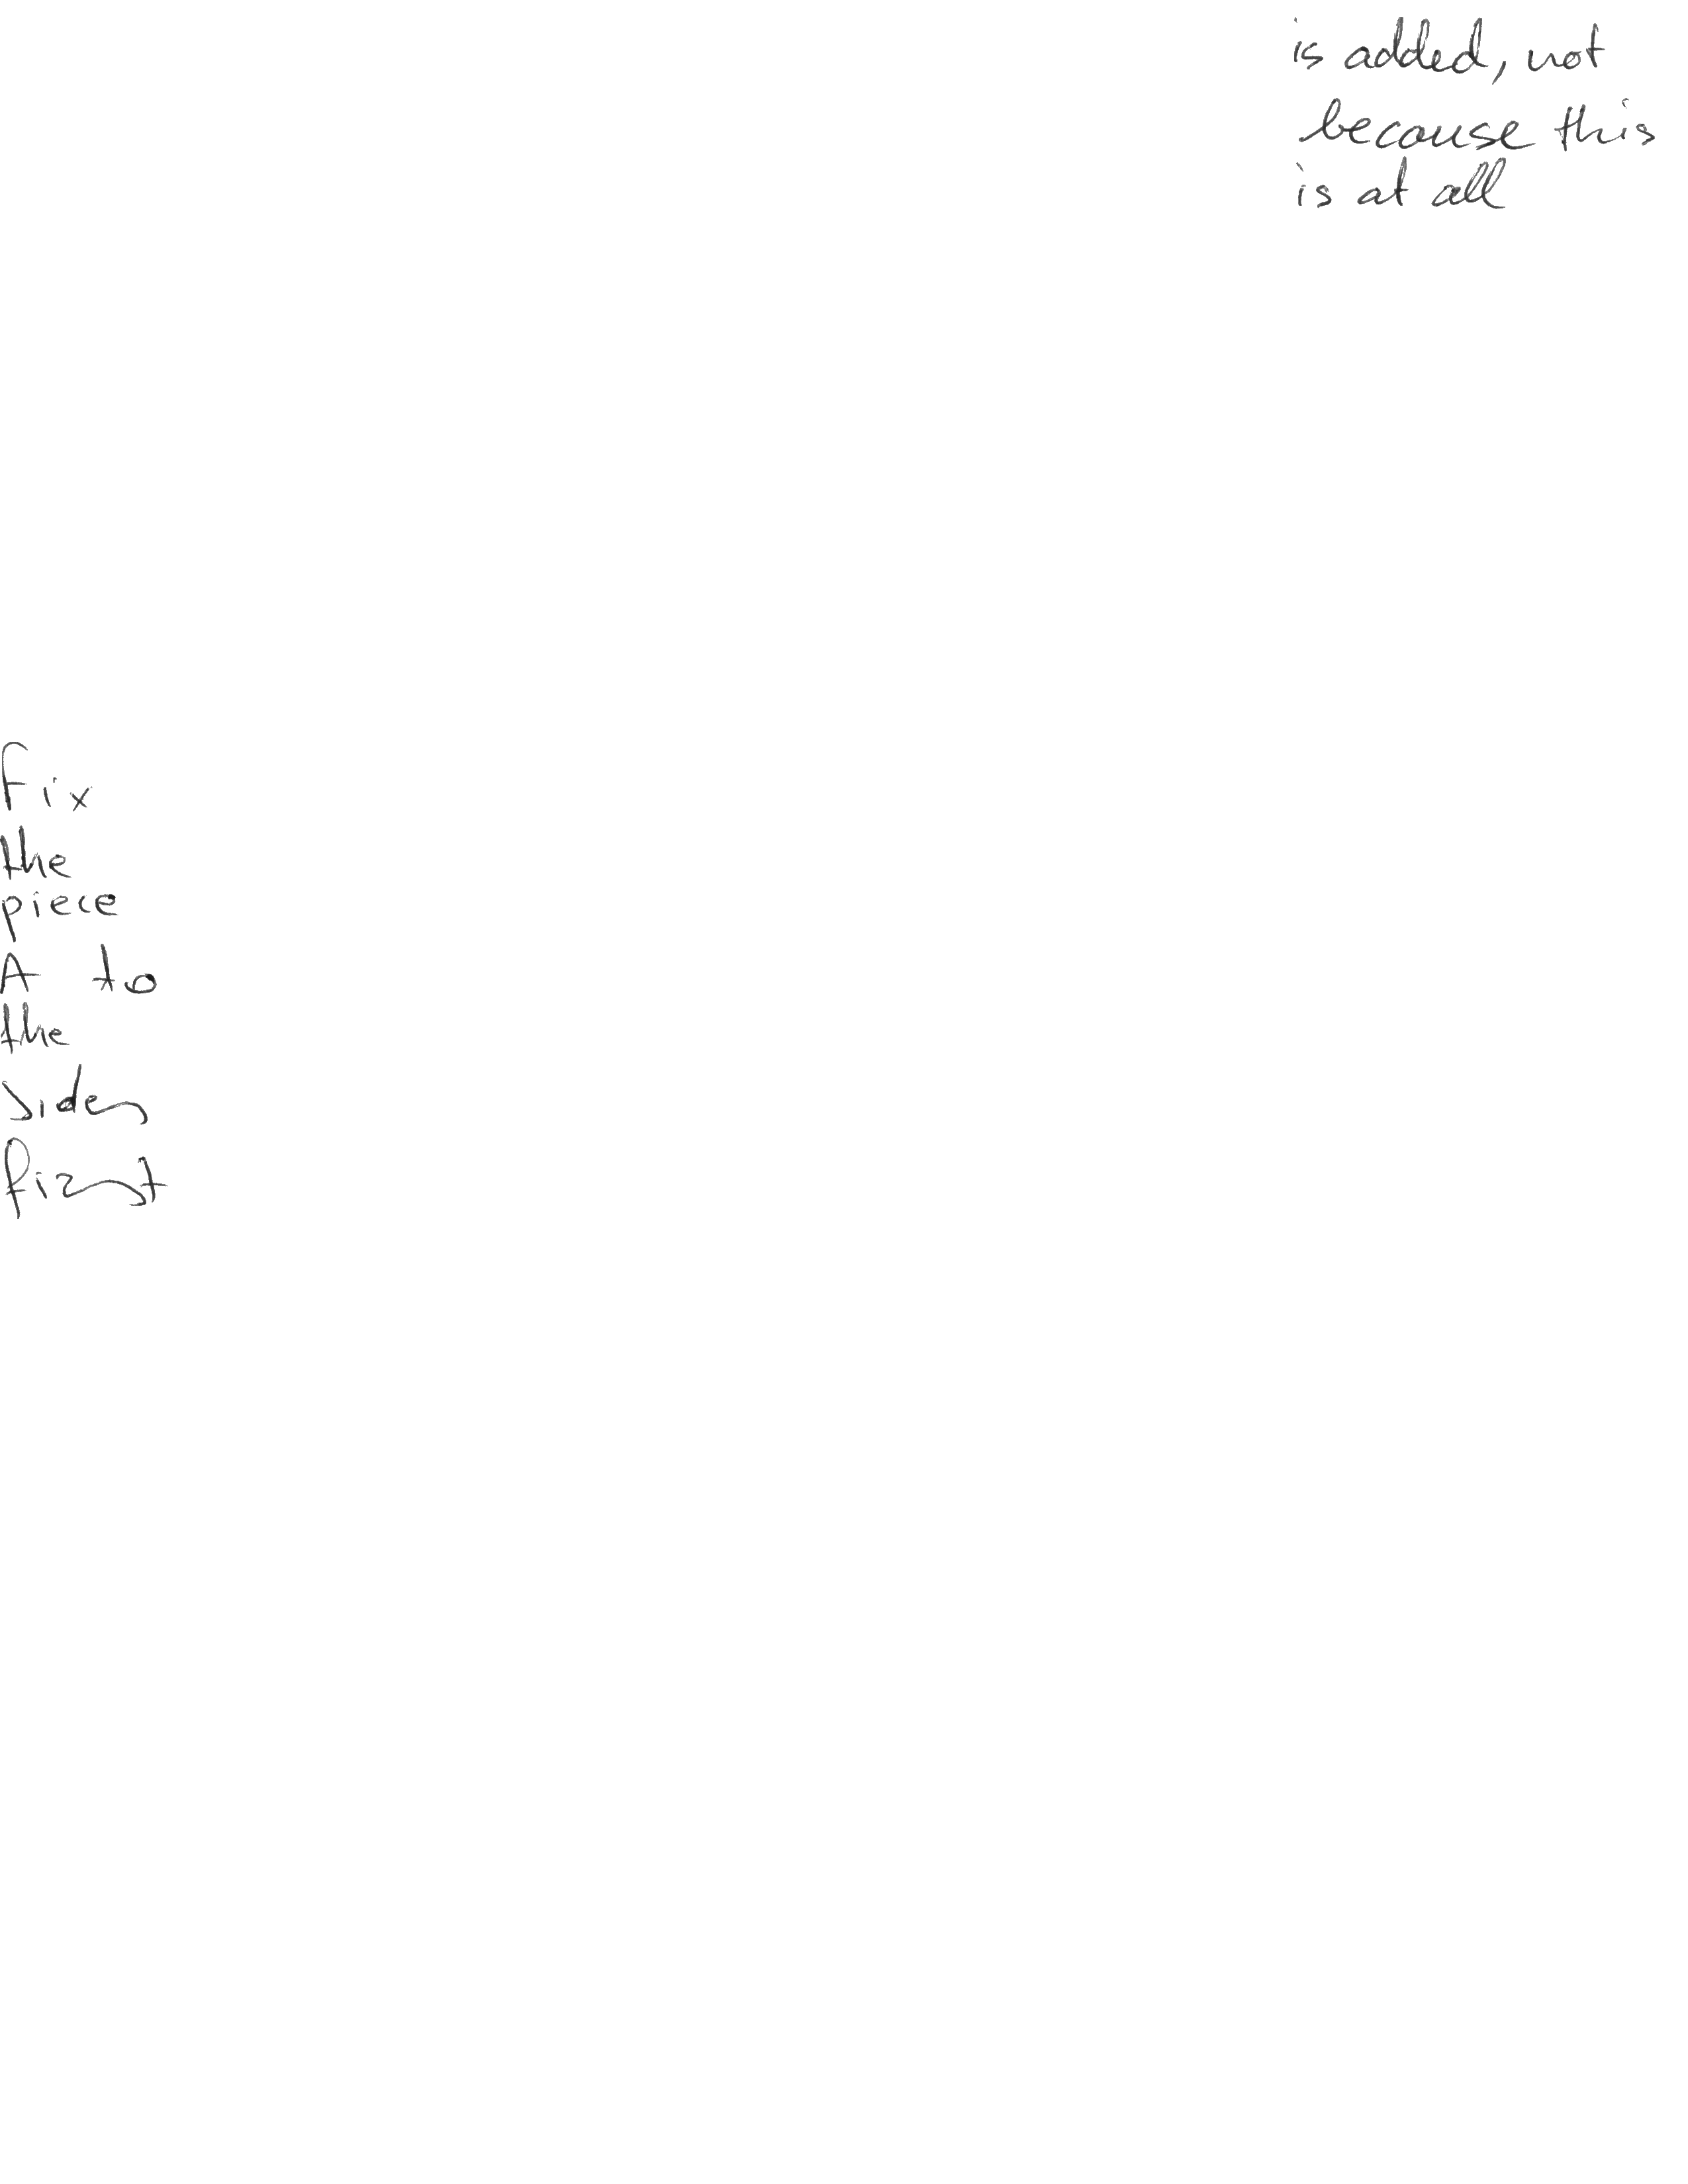 is added, not
because this
is at all
Fix
the
piece
A to
the
sides
first